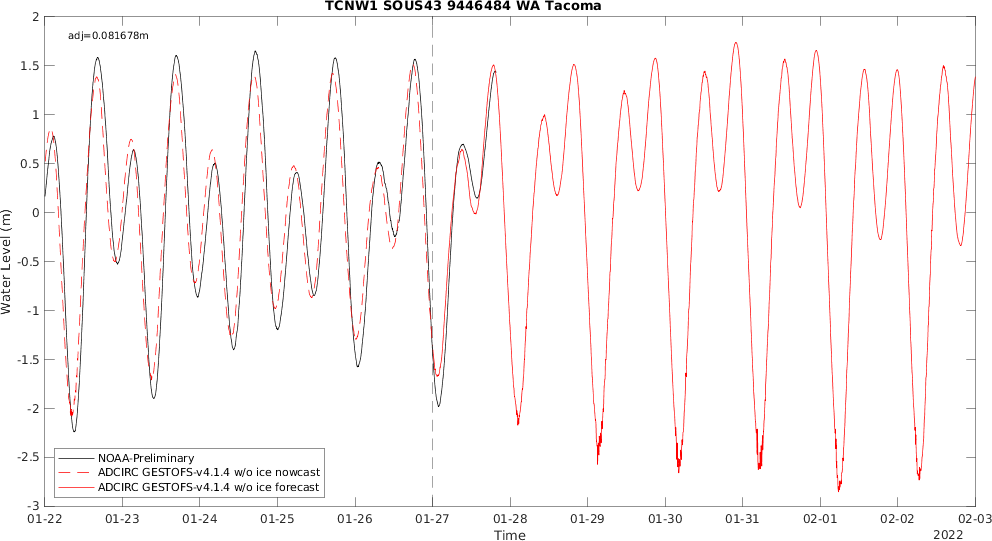 TCNW1 SOUS43 9446484 WA Tacoma
adj=0.081678m
2
1.5
1
0.5
0
-0.5
-1
-1.5
-2
-2.5
-3
Water Level (m)
NOAA-Preliminary
ADCIRC GESTOFS-v4.1.4 w/o ice nowcast
ADCIRC GESTOFS-v4.1.4 w/o ice forecast
01-22 01-23 01-24 01-25 01-26 01-27 01-28 01-29 01-30 01-31 02-01 02-02 02-03
Time
2022